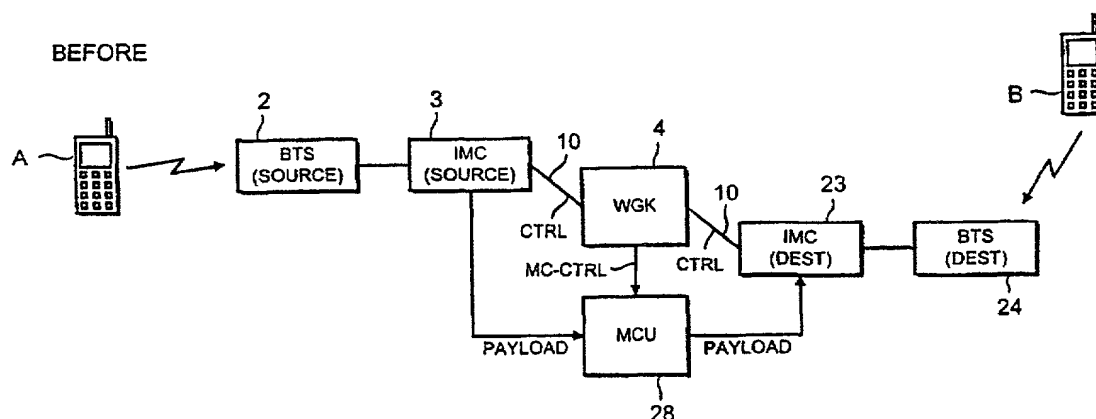 BEFORE
A
B
2
BTS
(SOURCE)
3
IMC
(SOURCE)
10
CTRL
4
WGK
10
CTRL
23
IMC
(DEST)
BTS
(DEST)
24
MC-CTRL
PAYLOAD
MCU
PAYLOAD
28